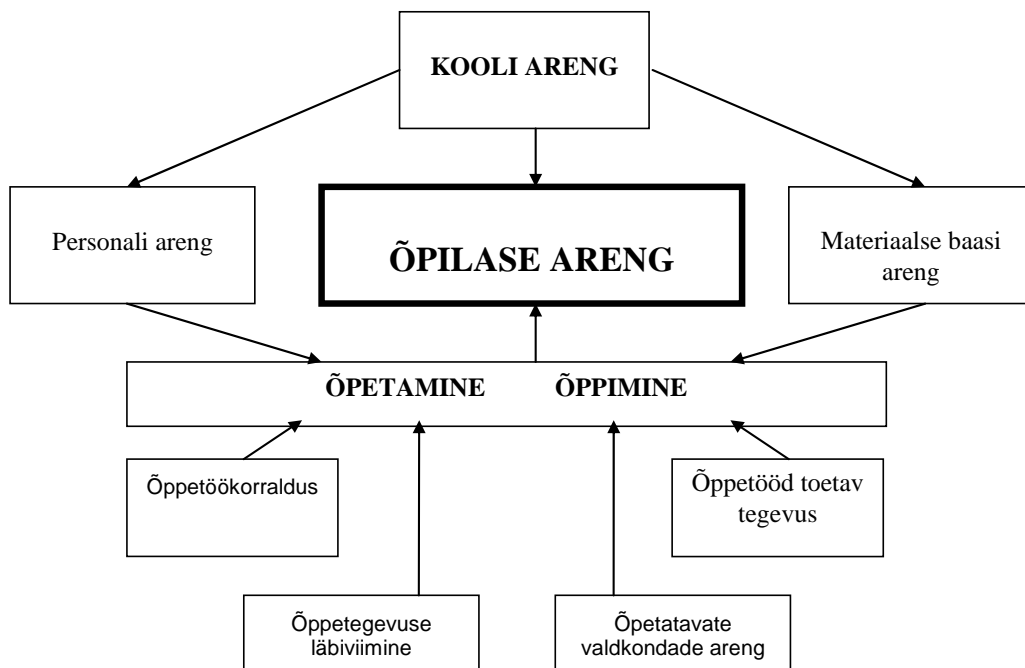 KOOLI ARENG
Personali areng
ÕPILASE ARENG
Materiaalse baasi
areng
ÕPETAMINE ÕPPIMINE
Õppetöökorraldus
Õppetööd toetav
tegevus
Õppetegevuse
läbiviimine
Õpetatavate
valdkondade areng